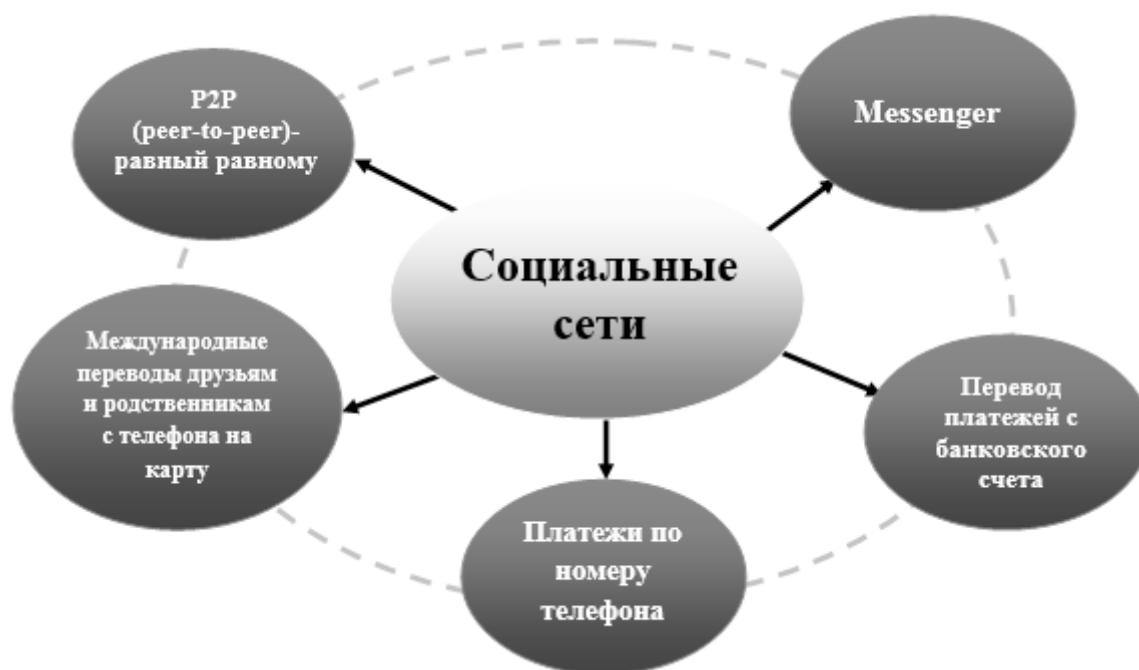 P2P
(peer-to-peer)-
равный равному
Messenger
Социальные
сети
Международные
переводы друзьям
и родственникам
с телефона на
карту
Перевод
платежей с
банковского
счета
Платежи по
номеру
телефона